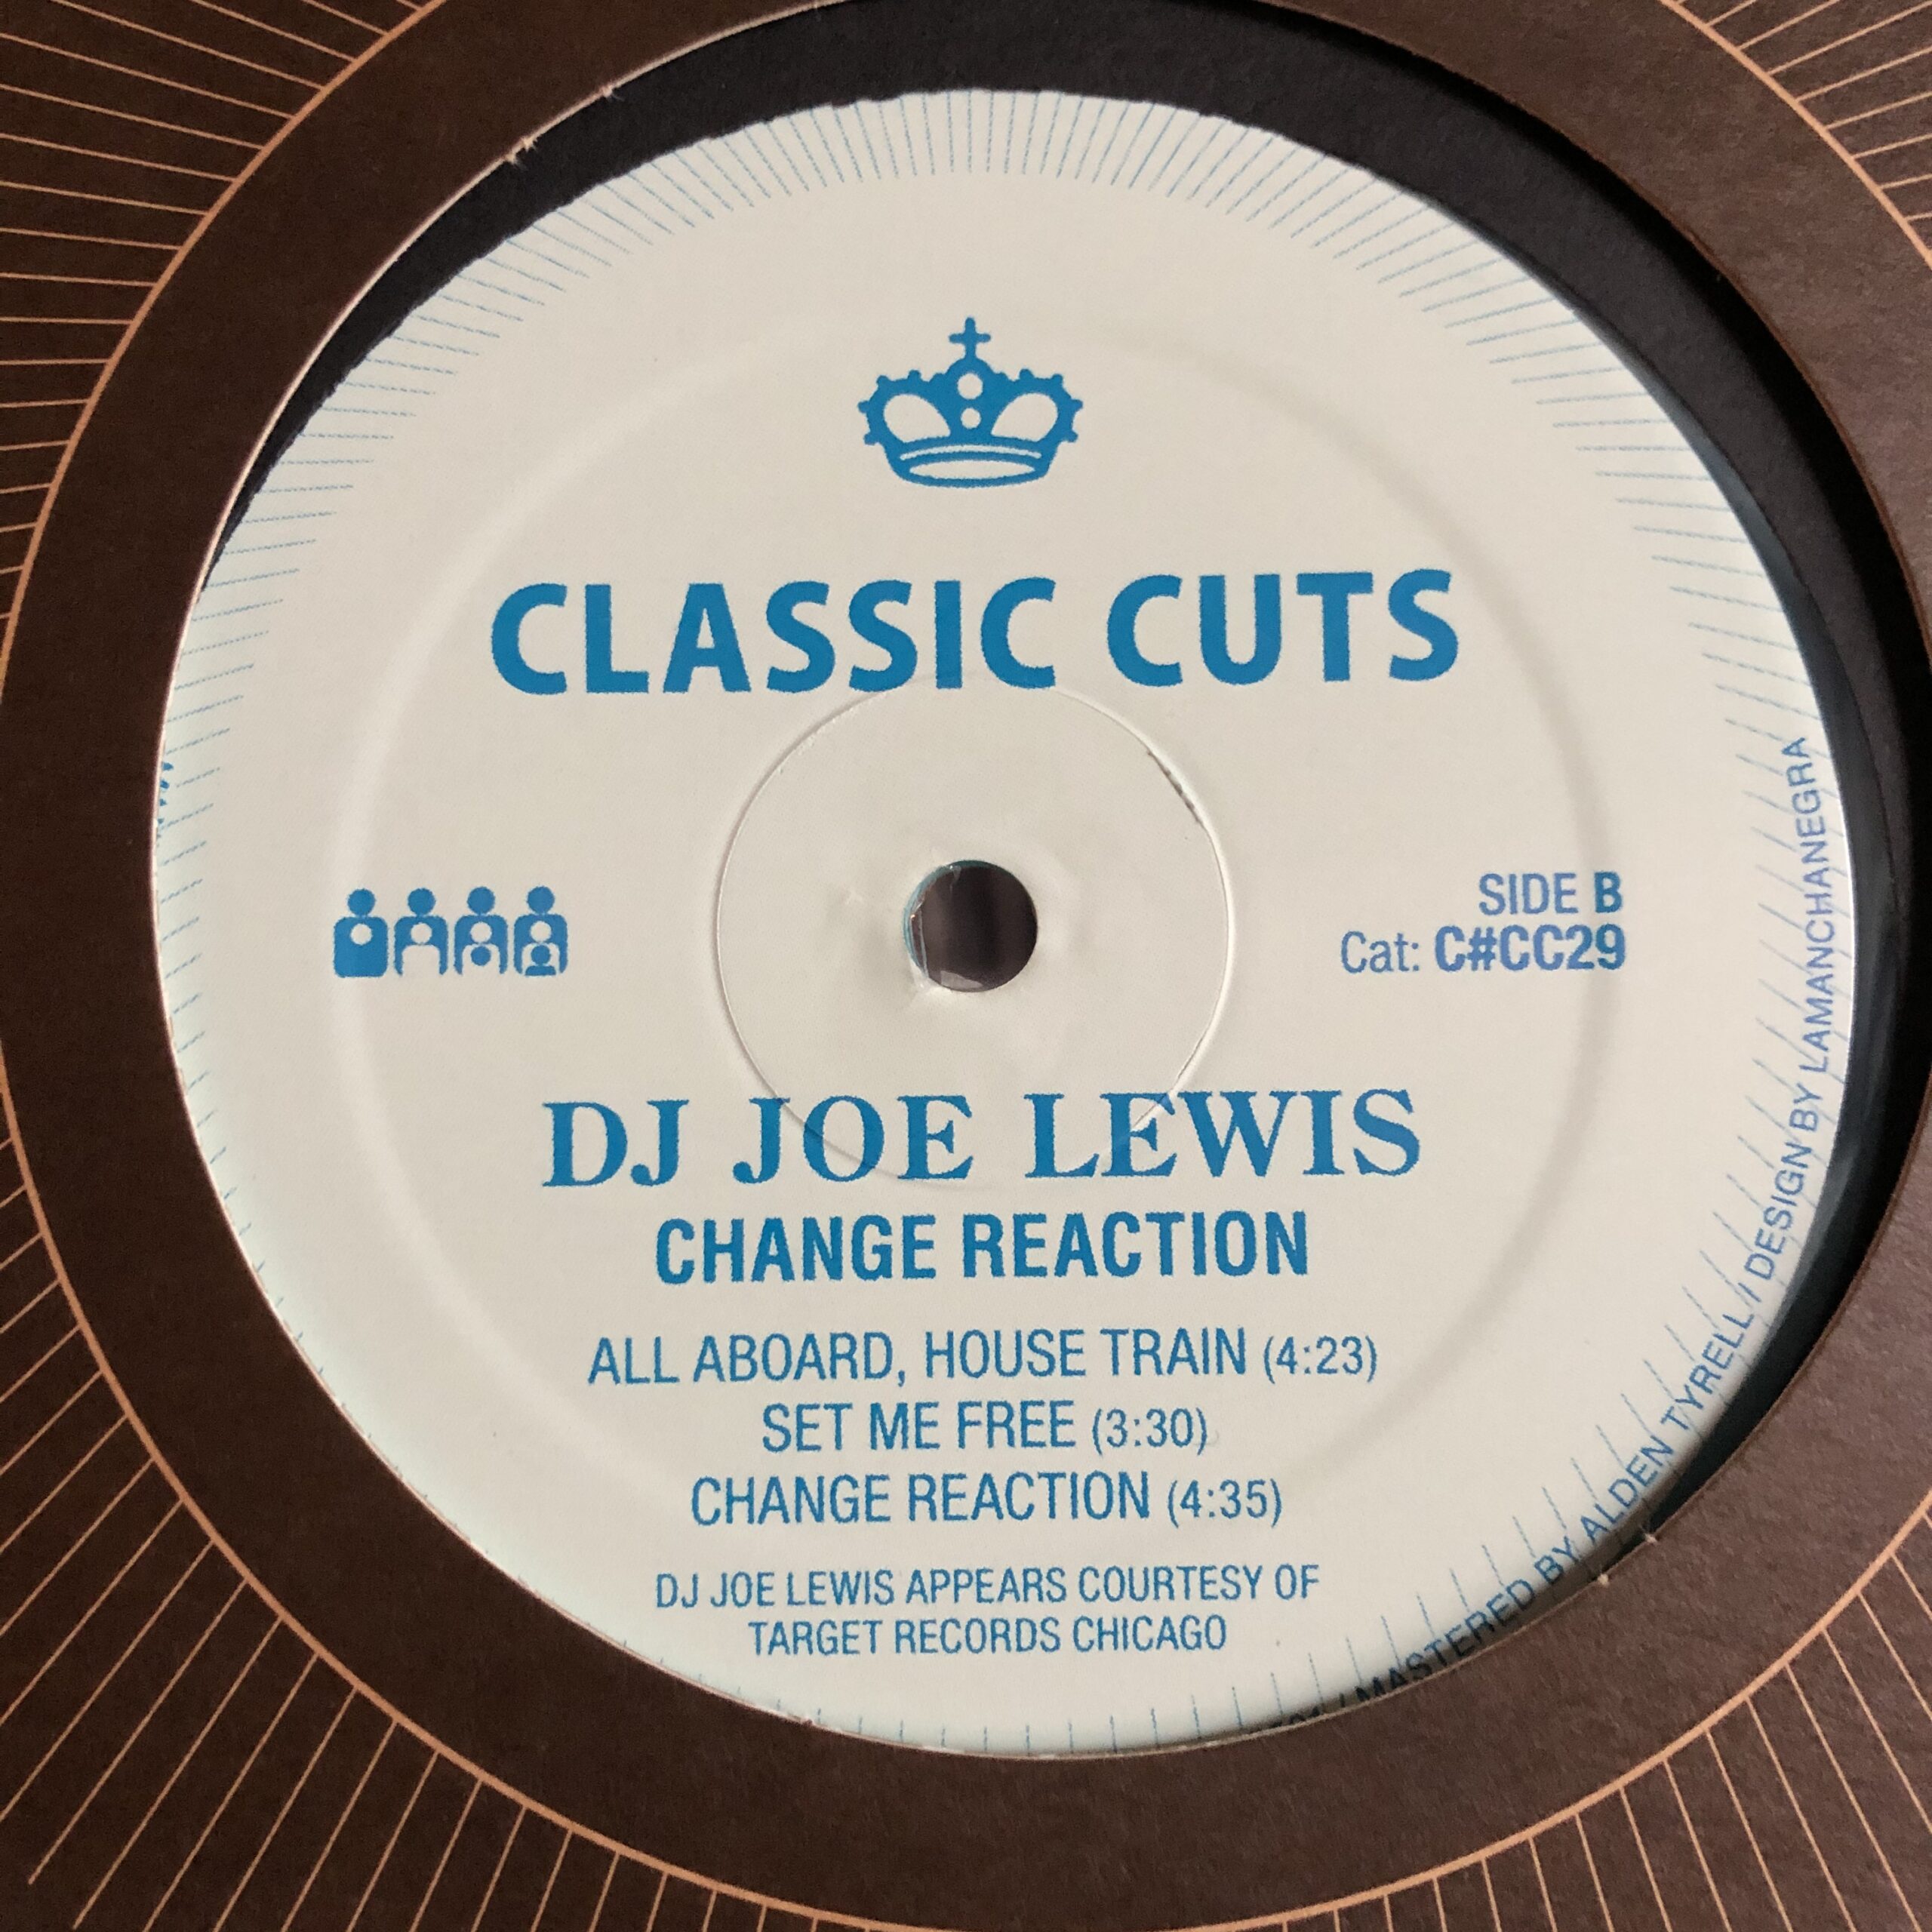 CLASSIC CUTS
SIDE B
Cat: C#CC29
DJ JOE LEWIS
CHANGE REACTION
ALL ABOARD, HOUSE TRAIN (4:23)
SET ME FREE (3:30)
CHANGE REACTION (4:35)
DJ JOE LEWIS APPEARS COURTESY OF
TARGET RECORDS CHICAGO
/ MASTERED BY ALDEN TYRELL / DESIGN BY LAMANCHANEGRA